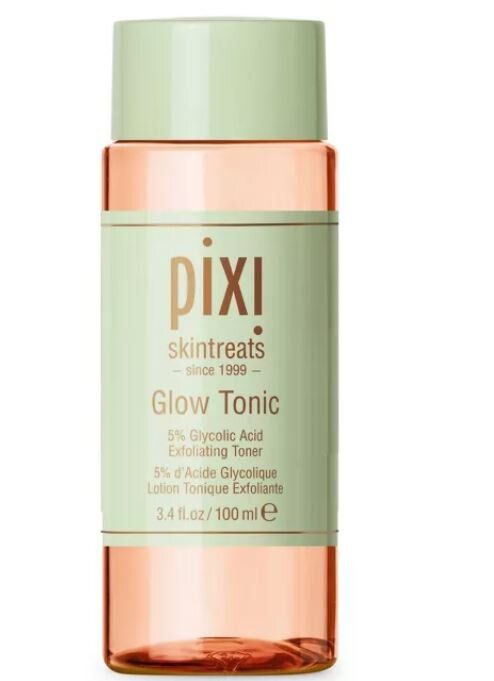 pixi
skintreats
– since 1999 –
Glow Tonic
5% Glycolic Acid
Exfoliating Toner
5% d'Acide Glycolique
Lotion Tonique Exfoliante
3.4 fl.oz/100 ml ℮